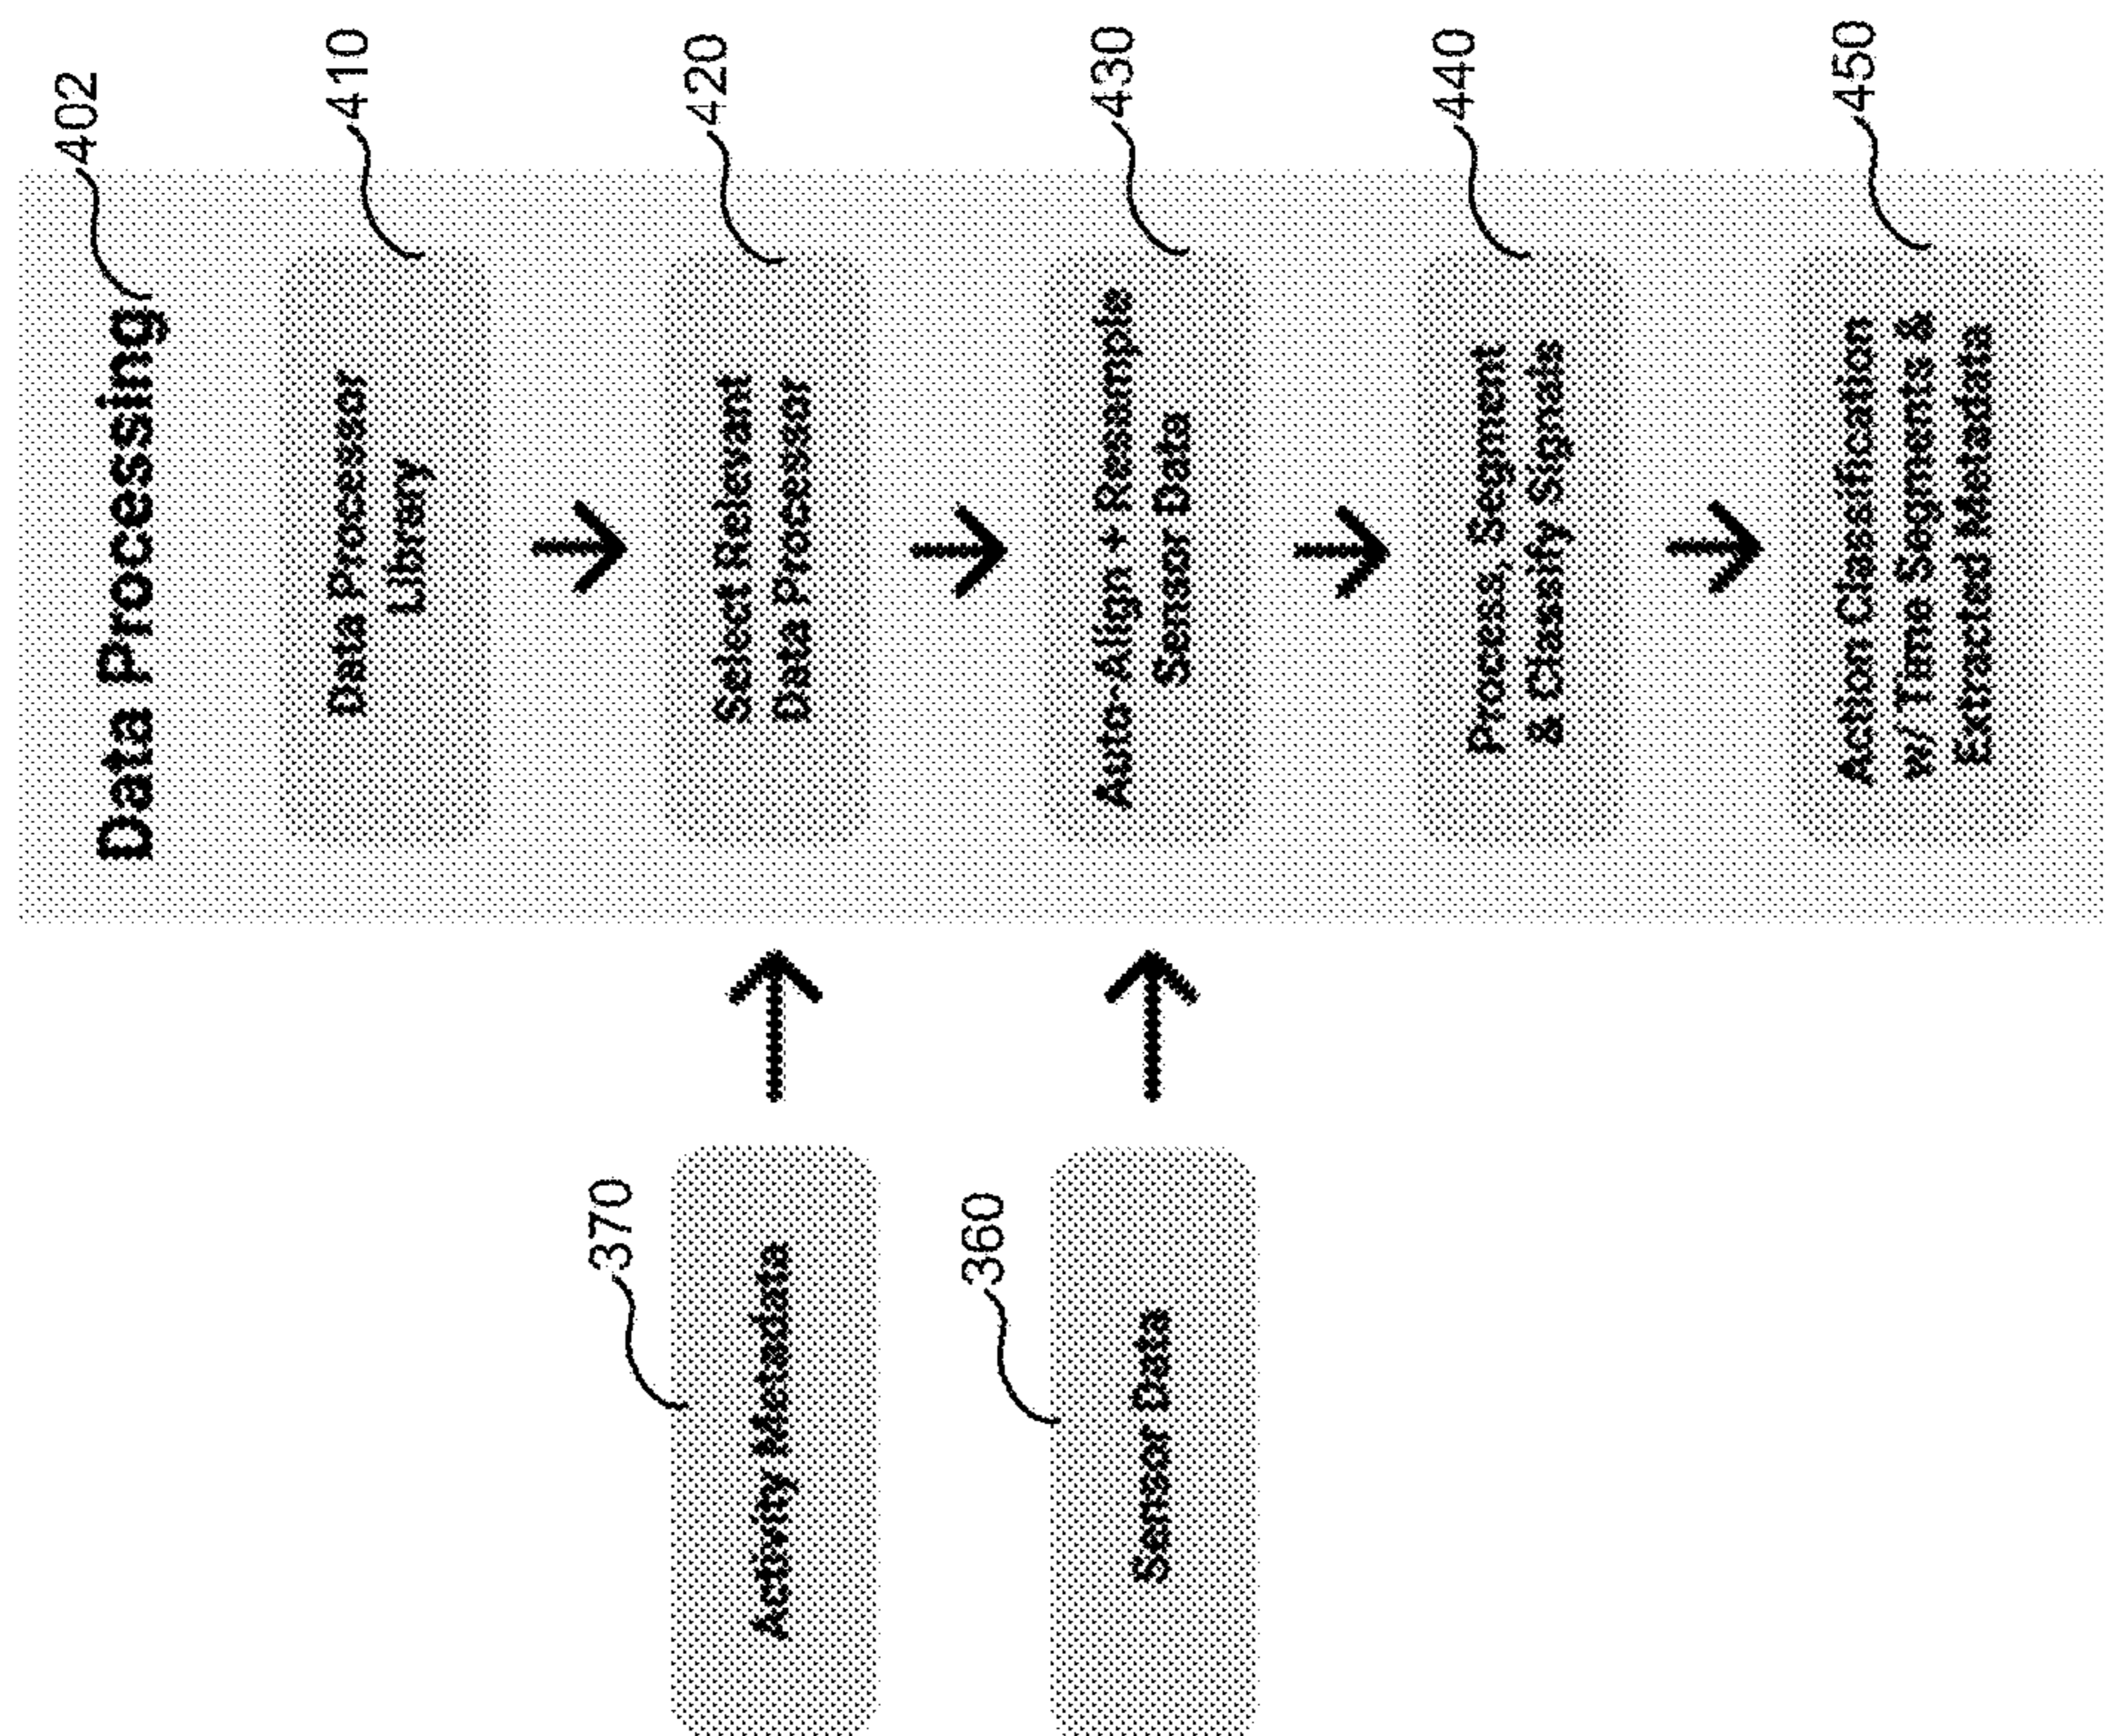 Data Processing
402
Data Processor
Library
410
Select Relevant
Data Processor
420
Activity Metadata
370
Auto-Align + Resample
Sensor Data
430
Sensor Data
360
Process, Segment
& Classify Signals
440
Action Classification
w/ Time Segments &
Extracted Metadata
450